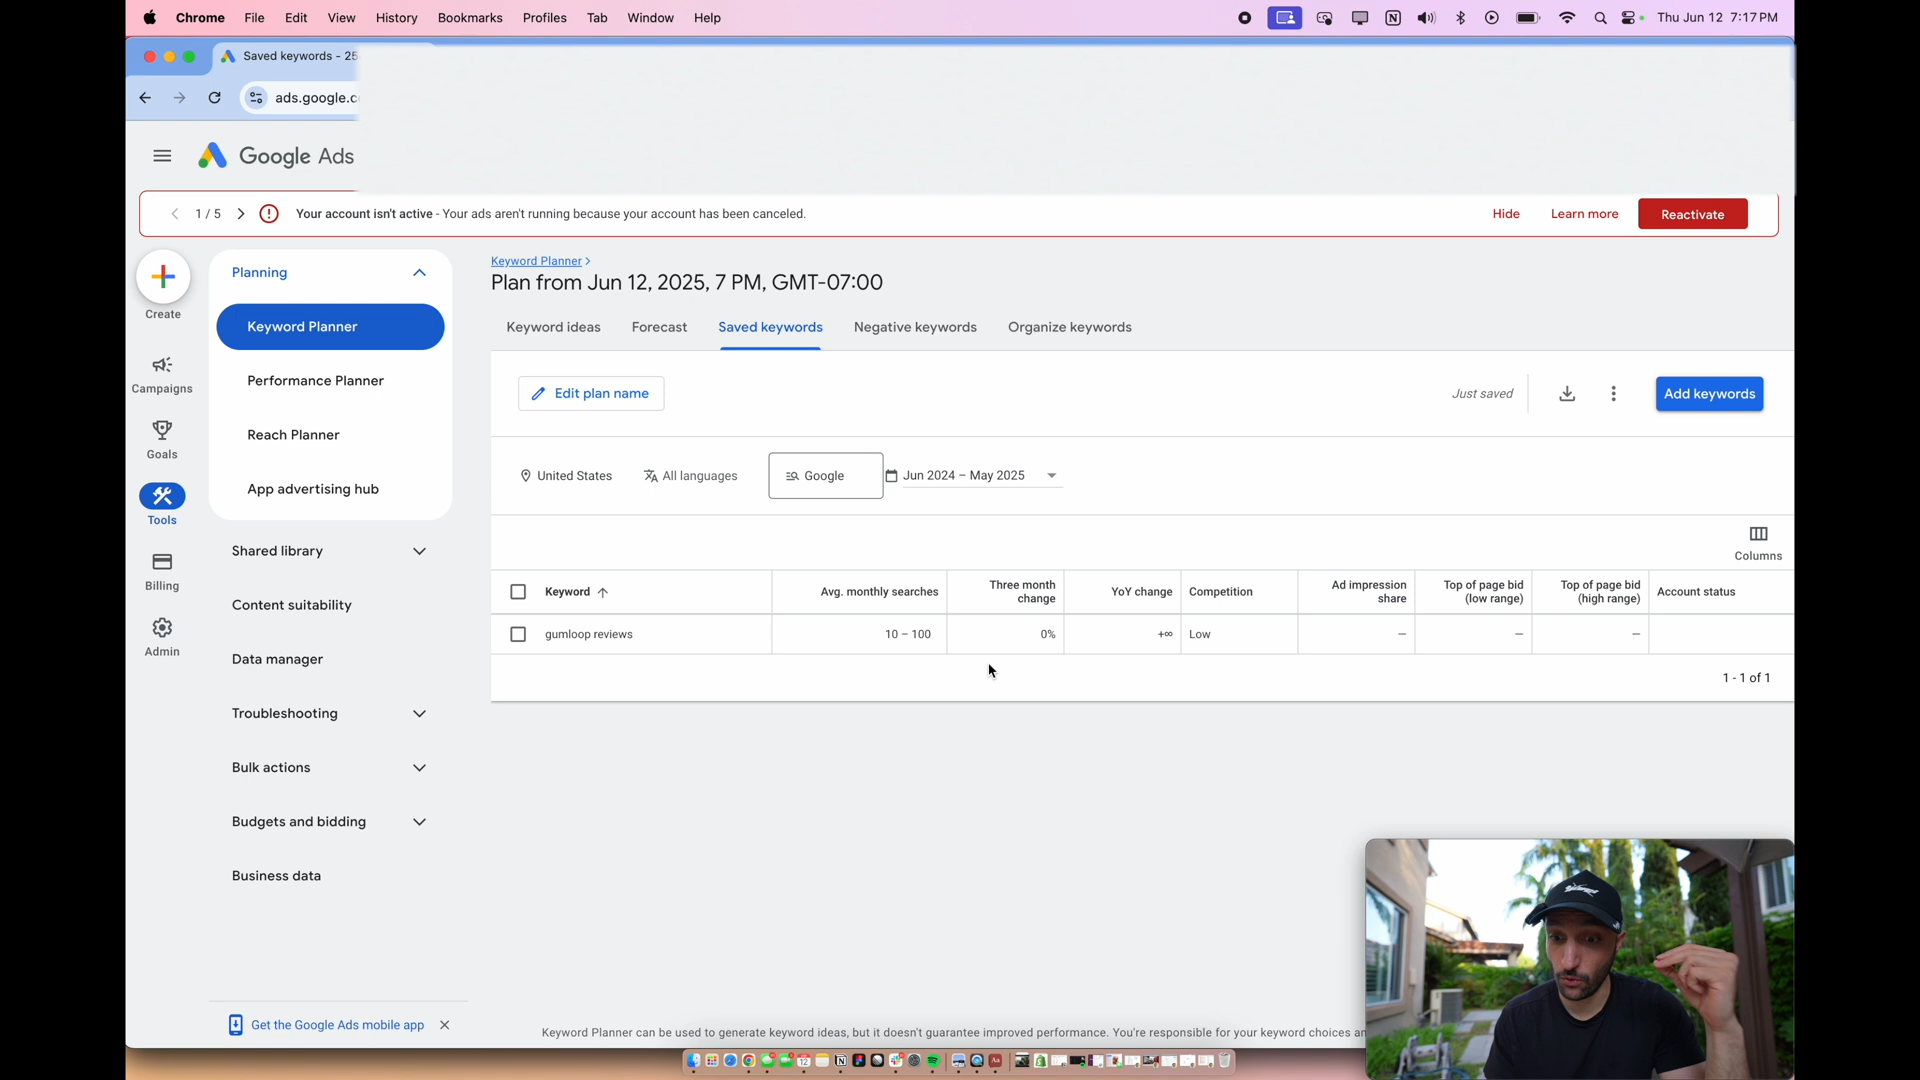 Chrome File Edit View History Bookmarks Profiles Tab Window Help Thu Jun 12 7:17 PM
Saved keywords - 25
ads.google.c
Google Ads
1 / 5 Your account isn't active - Your ads aren't running because your account has been canceled. Hide Learn more Reactivate
Create
Campaigns
Goals
Tools
Billing
Admin
Planning
Keyword Planner
Performance Planner
Reach Planner
App advertising hub
Shared library
Content suitability
Data manager
Troubleshooting
Bulk actions
Budgets and bidding
Business data
Get the Google Ads mobile app
Keyword Planner >
Plan from Jun 12, 2025, 7 PM, GMT-07:00
Keyword ideas Forecast Saved keywords Negative keywords Organize keywords
Edit plan name Just saved Add keywords
United States All languages Google Jun 2024 – May 2025
Columns
Keyword Avg. monthly searches Three month change YoY change Competition Ad impression share Top of page bid (low range) Top of page bid (high range) Account status
gumloop reviews 10 – 100 0% +∞ Low – – –
1 - 1 of 1
Keyword Planner can be used to generate keyword ideas, but it doesn't guarantee improved performance. You're responsible for your keyword choices